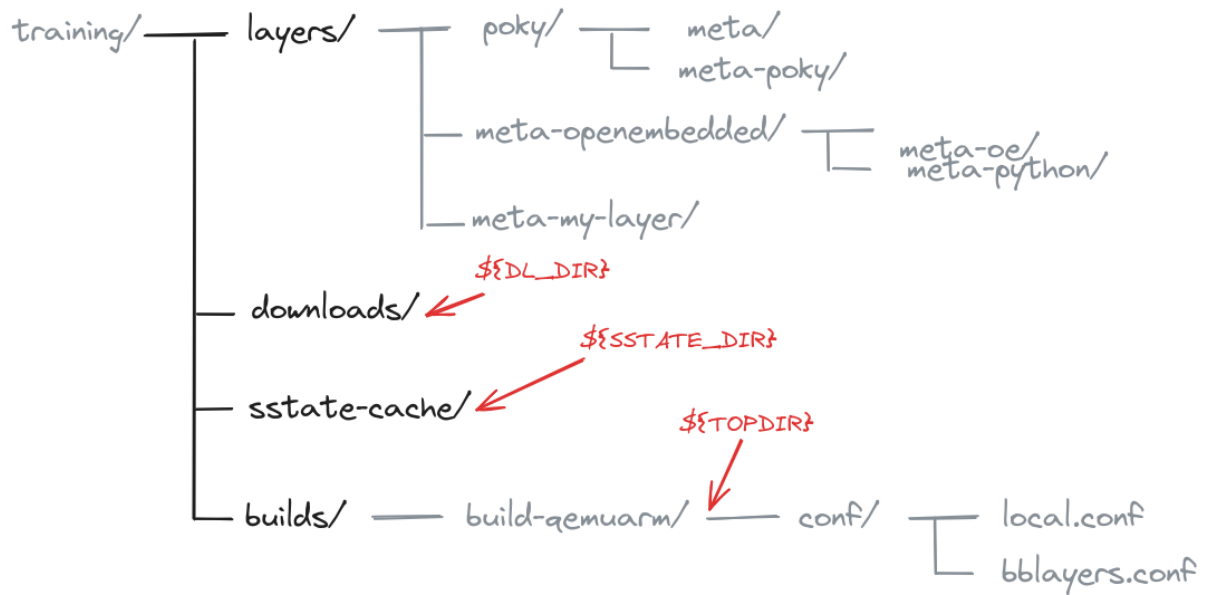 training/ layers/ poky/ meta/
meta-poky/
meta-openembedded/
meta-oe/
meta-python/
meta-my-layer/
${DL_DIR}
downloads/
${SSTATE_DIR}
sstate-cache/
${TOPDIR}
builds/ build-qemuarm/ conf/ local.conf
bblayers.conf